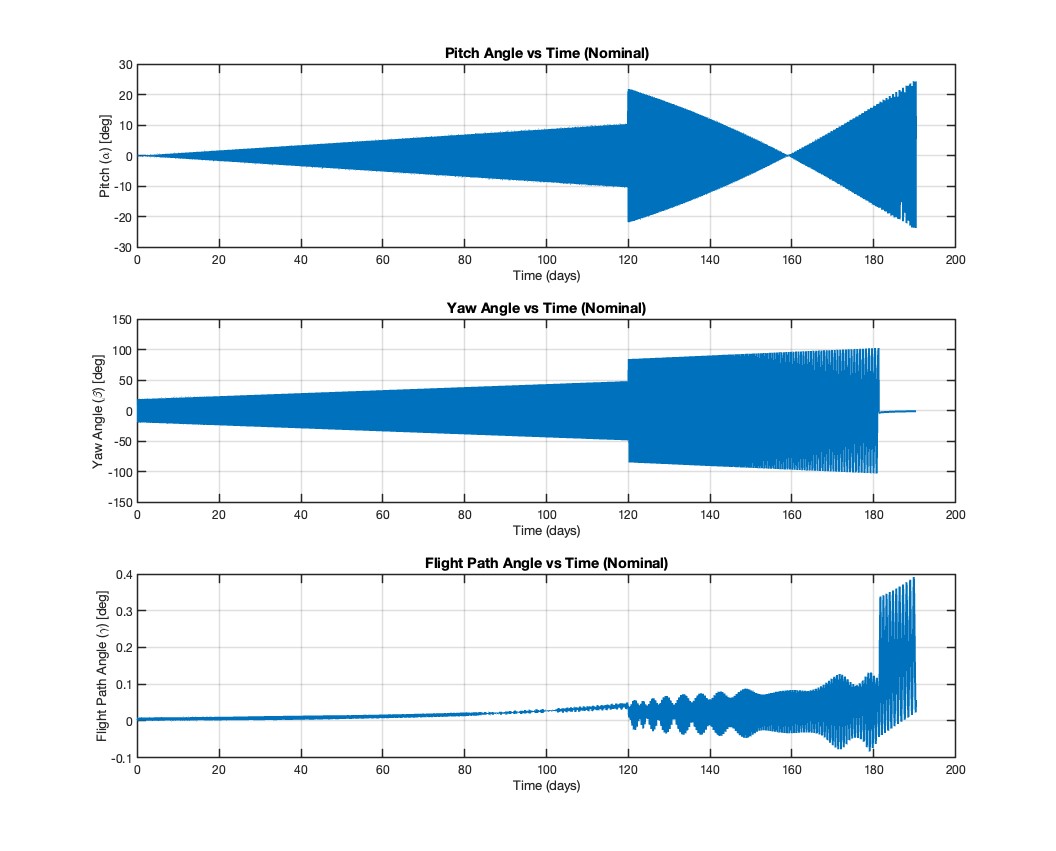 Pitch Angle vs Time (Nominal)
Pitch (α) [deg]
30
20
10
0
-10
-20
-30
0 20 40 60 80 100 120 140 160 180 200
Time (days)
Yaw Angle vs Time (Nominal)
Yaw Angle (β) [deg]
150
100
50
0
-50
-100
-150
0 20 40 60 80 100 120 140 160 180 200
Time (days)
Flight Path Angle vs Time (Nominal)
Flight Path Angle (γ) [deg]
0.4
0.3
0.2
0.1
0
-0.1
0 20 40 60 80 100 120 140 160 180 200
Time (days)